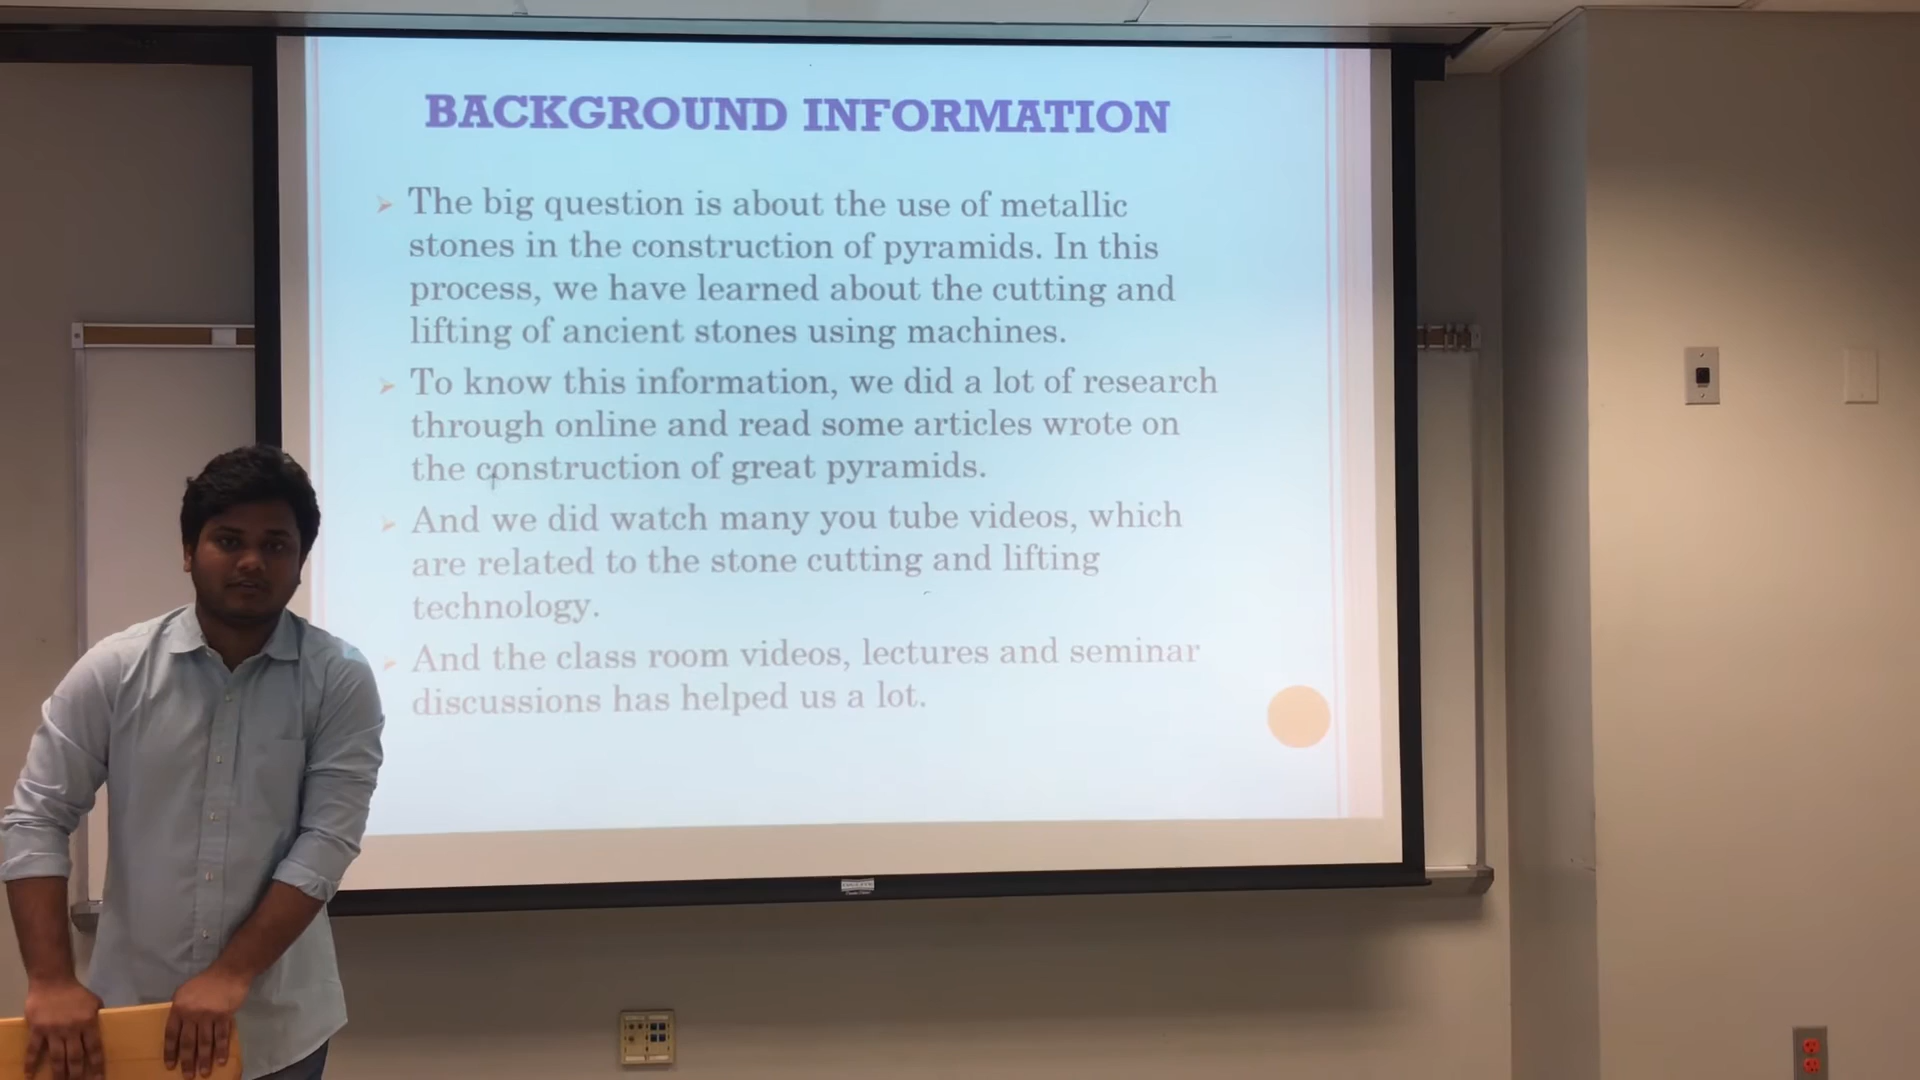 BACKGROUND INFORMATION
The big question is about the use of metallic
stones in the construction of pyramids. In this
process, we have learned about the cutting and
lifting of ancient stones using machines.
To know this information, we did a lot of research
through online and read some articles wrote on
the construction of great pyramids.
And we did watch many you tube videos, which
are related to the stone cutting and lifting
technology.
And the class room videos, lectures and seminar
discussions has helped us a lot.